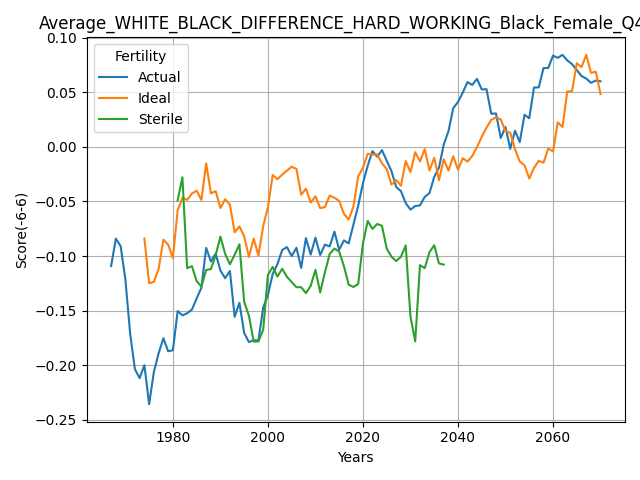 Average_WHITE_BLACK_DIFFERENCE_HARD_WORKING_Black_Female_Q4
Fertility
Actual
Ideal
Sterile
Score(-6-6)
0.10
0.05
0.00
−0.05
−0.10
−0.15
−0.20
−0.25
1980 2000 2020 2040 2060
Years